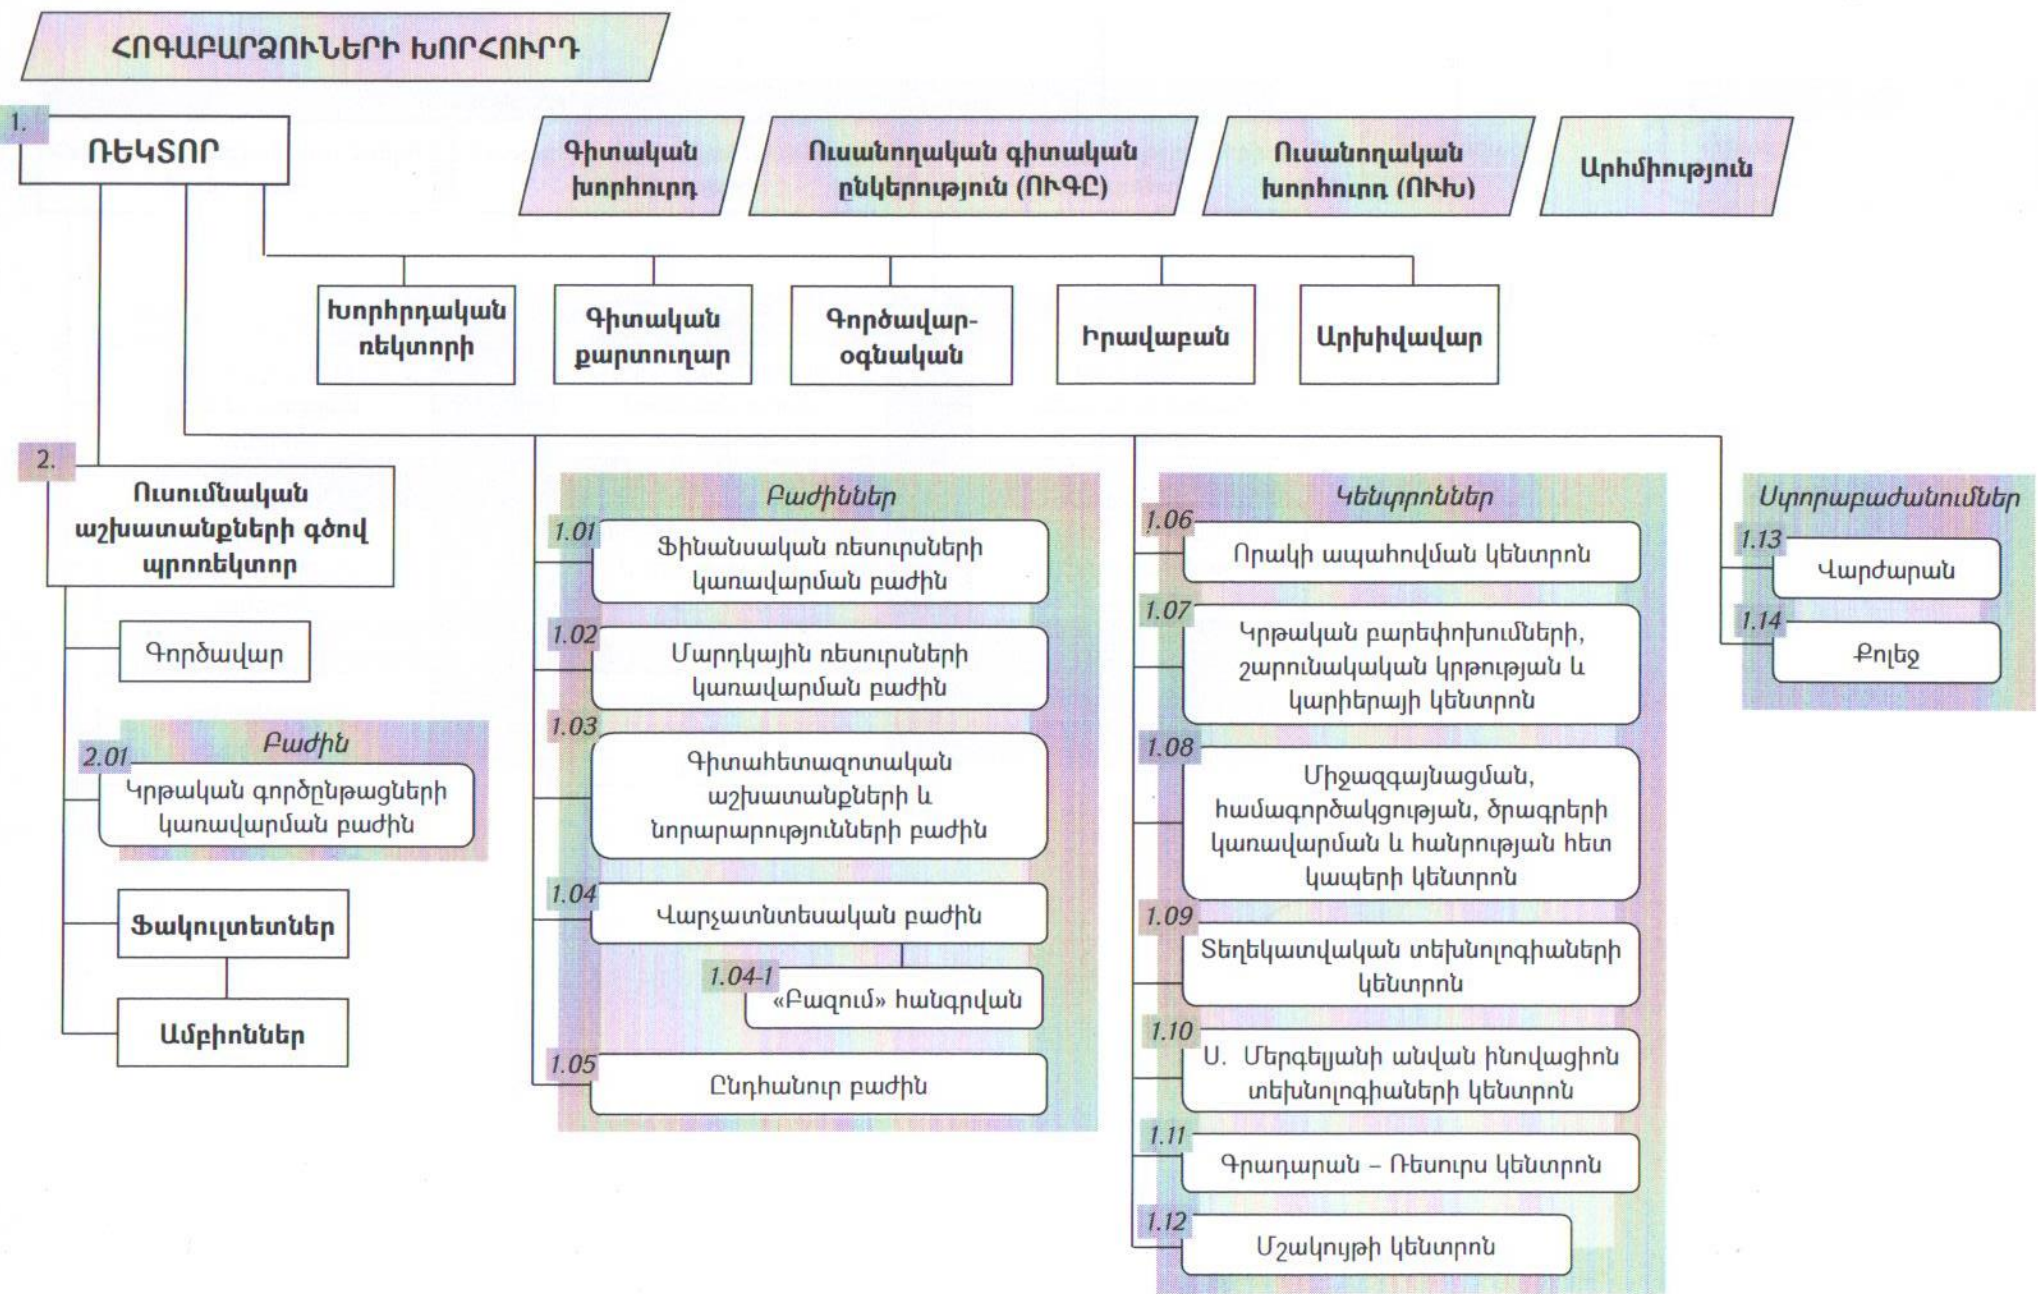 ՀՈԳԱԲԱՐՁՈՒՆԵՐԻ ԽՈՐՀՈՒՐԴ
1.
ՌԵԿՏՈՐ
Գիտական
խորհուրդ
Ուսանողական գիտական
ընկերություն (ՈՒԳԸ)
Ուսանողական
խորհուրդ (ՈՒԽ)
Արհմիություն
Խորհրդական
ռեկտորի
Գիտական
քարտուղար
Գործավար-
օգնական
Իրավաբան
Արխիվավար
2.
Ուսումնական
աշխատանքների գծով
պրոռեկտոր
Գործավար
Բաժին
2.01
Կրթական գործընթացների
կառավարման բաժին
Ֆակուլտետներ
Ամբիոններ
Բաժիններ
1.01
Ֆինանսական ռեսուրսների
կառավարման բաժին
1.02
Մարդկային ռեսուրսների
կառավարման բաժին
1.03
Գիտահետազոտական
աշխատանքների և
նորարարությունների բաժին
1.04
Վարչատնտեսական բաժին
1.04-1
«Բազում» հանգրվան
1.05
Ընդհանուր բաժին
Կենտրոններ
1.06
Որակի ապահովման կենտրոն
1.07
Կրթական բարեփոխումների,
շարունակական կրթության և
կարիերայի կենտրոն
1.08
Միջազգայնացման,
համագործակցության, ծրագրերի
կառավարման և հանրության հետ
կապերի կենտրոն
1.09
Տեղեկատվական տեխնոլոգիաների
կենտրոն
1.10
Ս. Մերգելյանի անվան ինովացիոն
տեխնոլոգիաների կենտրոն
1.11
Գրադարան – Ռեսուրս կենտրոն
1.12
Մշակույթի կենտրոն
Ստորաբաժանումներ
1.13
Վարժարան
1.14
Քոլեջ